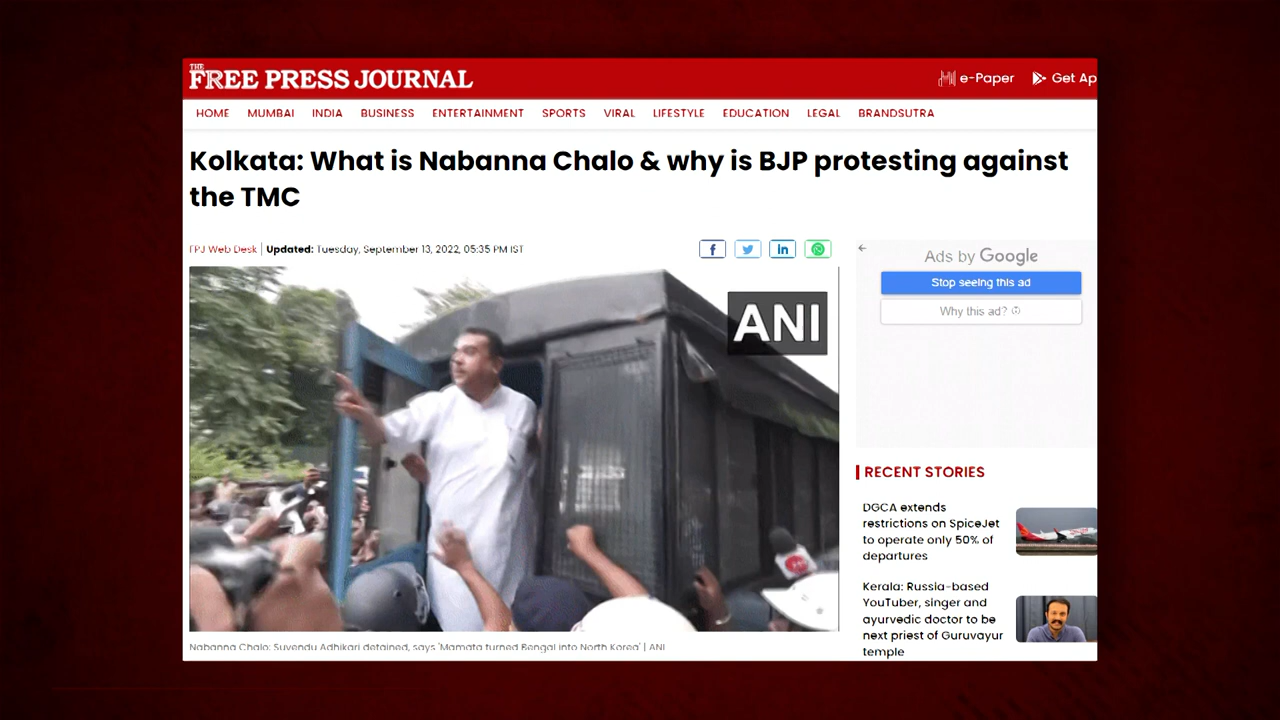 THE
FREE PRESS JOURNAL
e-Paper
Get Ap
HOME MUMBAI INDIA BUSINESS ENTERTAINMENT SPORTS VIRAL LIFESTYLE EDUCATION LEGAL BRANDSUTRA
Kolkata: What is Nabanna Chalo & why is BJP protesting against
the TMC
FPJ Web Desk | Updated: Tuesday, September 13, 2022, 05:35 PM IST
Ads by Google
Stop seeing this ad
Why this ad?
ANI
RECENT STORIES
DGCA extends
restrictions on SpiceJet
to operate only 50% of
departures
Kerala: Russia-based
YouTuber, singer and
ayurvedic doctor to be
next priest of Guruvayur
temple
Nabanna Chalo: Suvendu Adhikari detained, says 'Mamata turned Bengal into North Korea' | ANI